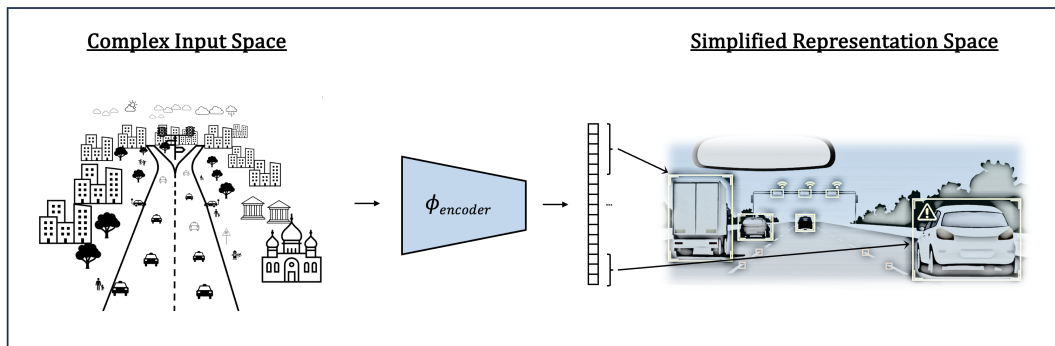 Complex Input Space
Simplified Representation Space
ϕencoder
...